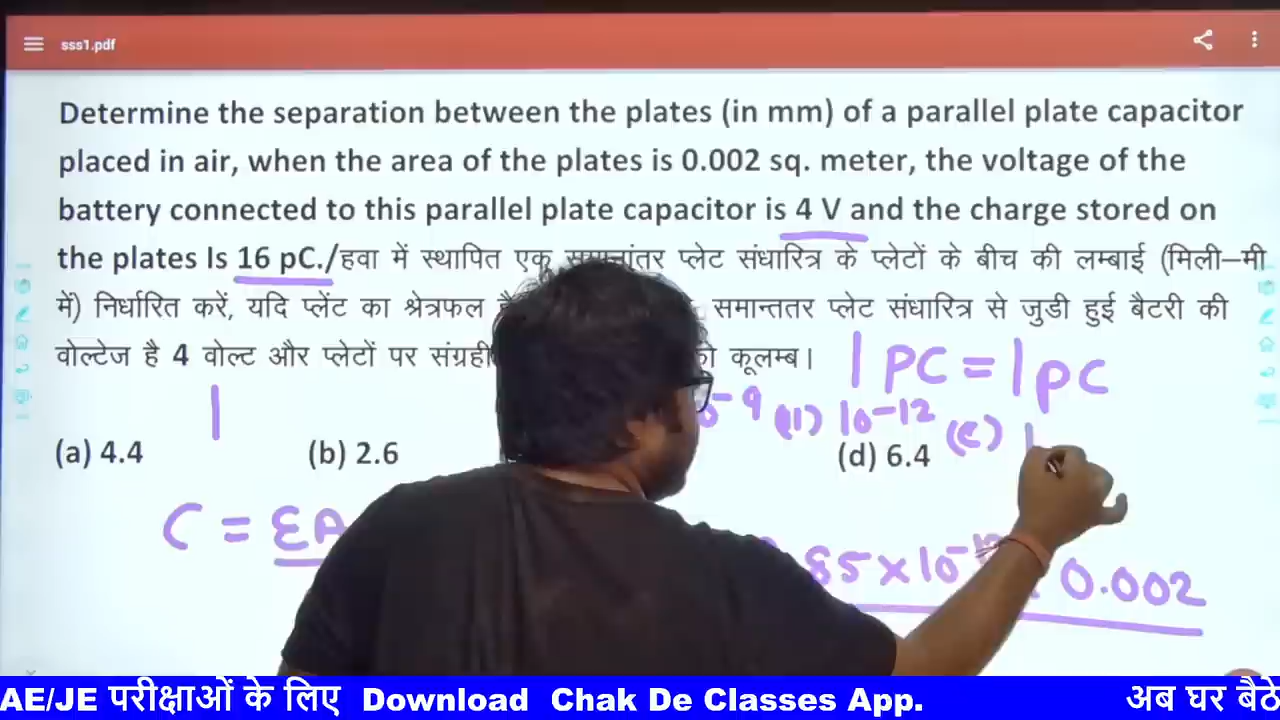 sss1.pdf
Determine the separation between the plates (in mm) of a parallel plate capacitor
placed in air, when the area of the plates is 0.002 sq. meter, the voltage of the
battery connected to this parallel plate capacitor is 4 V and the charge stored on
the plates Is 16 pC./हवा में स्थापित एक समानांतर प्लेट संधारित्र के प्लेटों के बीच की लम्बाई (मिली–मी
में) निर्धारित करें, यदि प्लेंट का श्रेत्रफल समान्ततर प्लेट संधारित्र से जुडी हुई बैटरी की
वोल्टेज है 4 वोल्ट और प्लेटों पर कूलम्ब।
1 PC = 1 pC
-9 (1) 10-12 (c)
(a) 4.4 (b) 2.6 (d) 6.4
C = εA 85 × 10 0.002
AE/JE परीक्षाओं के लिए Download Chak De Classes App. अब घर बैठे